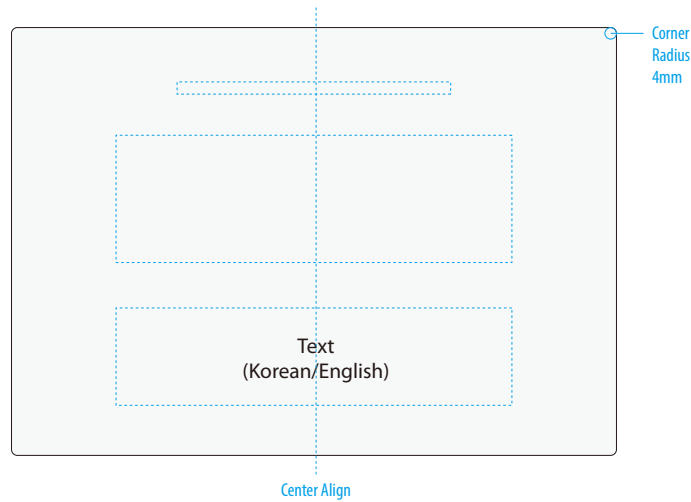 Corner
Radius
4mm
Text
(Korean/English)
Center Align